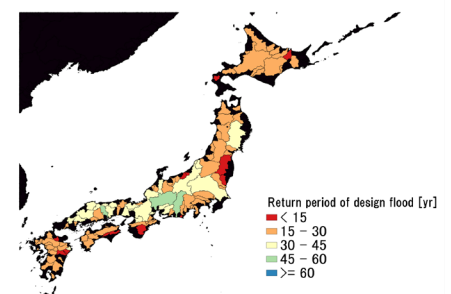 Return period of design flood [yr]
< 15
15 - 30
30 - 45
45 - 60
>= 60